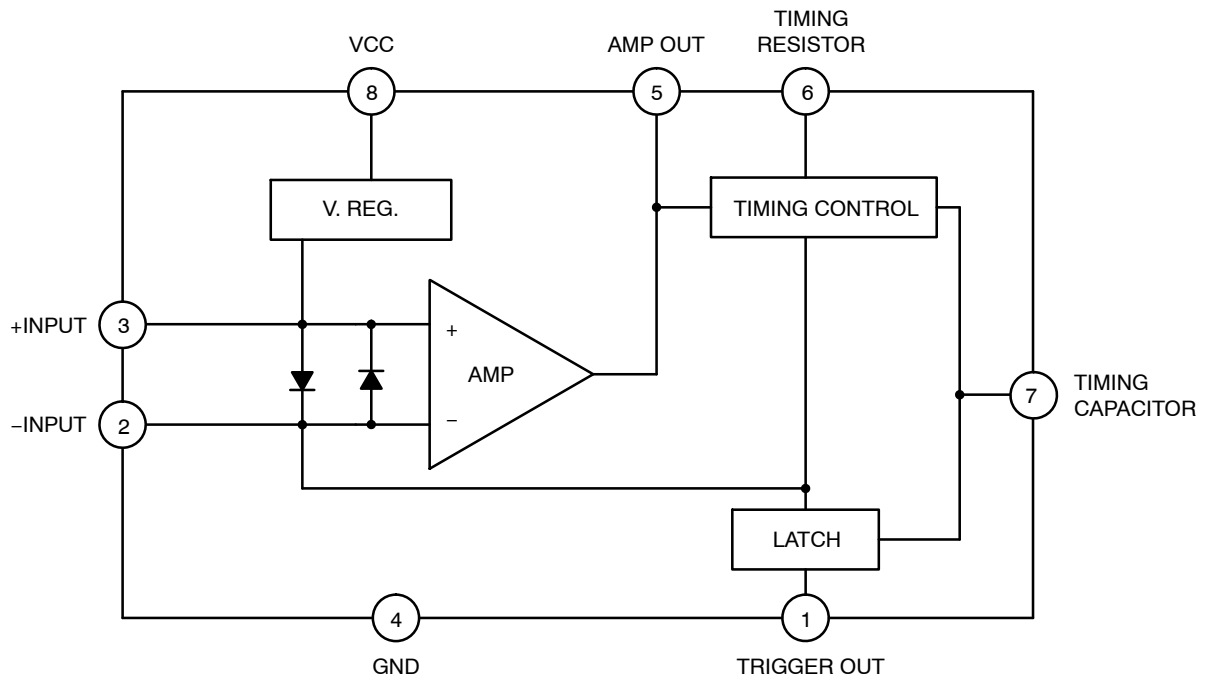 VCC
AMP OUT
TIMING
RESISTOR
8
5
6
V. REG.
TIMING CONTROL
+INPUT
3
+
AMP
−INPUT
2
−
7
TIMING
CAPACITOR
LATCH
4
1
GND
TRIGGER OUT